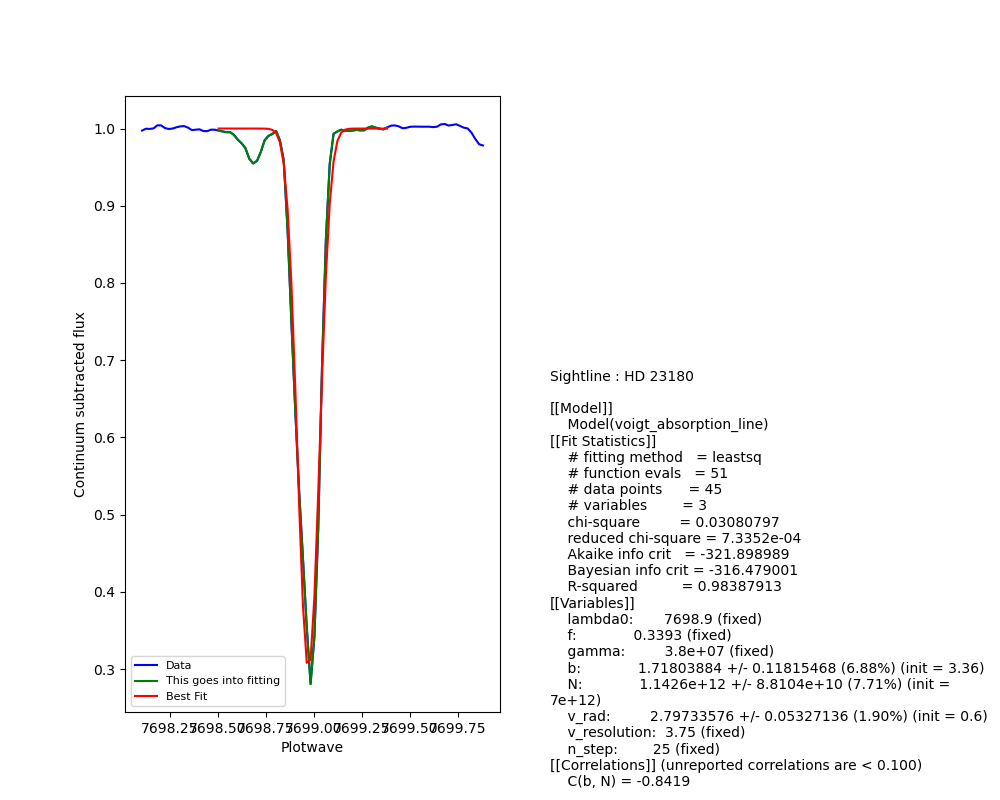 1.0
0.9
0.8
0.7
0.6
0.5
0.4
0.3
Continuum subtracted flux
Data
This goes into fitting
Best Fit
7698.25 7698.50 7698.75 7699.00 7699.25 7699.50 7699.75
Plotwave
Sightline : HD 23180
[[Model]]
Model(voigt_absorption_line)
[[Fit Statistics]]
# fitting method = leastsq
# function evals = 51
# data points = 45
# variables = 3
chi-square = 0.03080797
reduced chi-square = 7.3352e-04
Akaike info crit = -321.898989
Bayesian info crit = -316.479001
R-squared = 0.98387913
[[Variables]]
lambda0: 7698.9 (fixed)
f: 0.3393 (fixed)
gamma: 3.8e+07 (fixed)
b: 1.71803884 +/- 0.11815468 (6.88%) (init = 3.36)
N: 1.1426e+12 +/- 8.8104e+10 (7.71%) (init =
7e+12)
v_rad: 2.79733576 +/- 0.05327136 (1.90%) (init = 0.6)
v_resolution: 3.75 (fixed)
n_step: 25 (fixed)
[[Correlations]] (unreported correlations are < 0.100)
C(b, N) = -0.8419